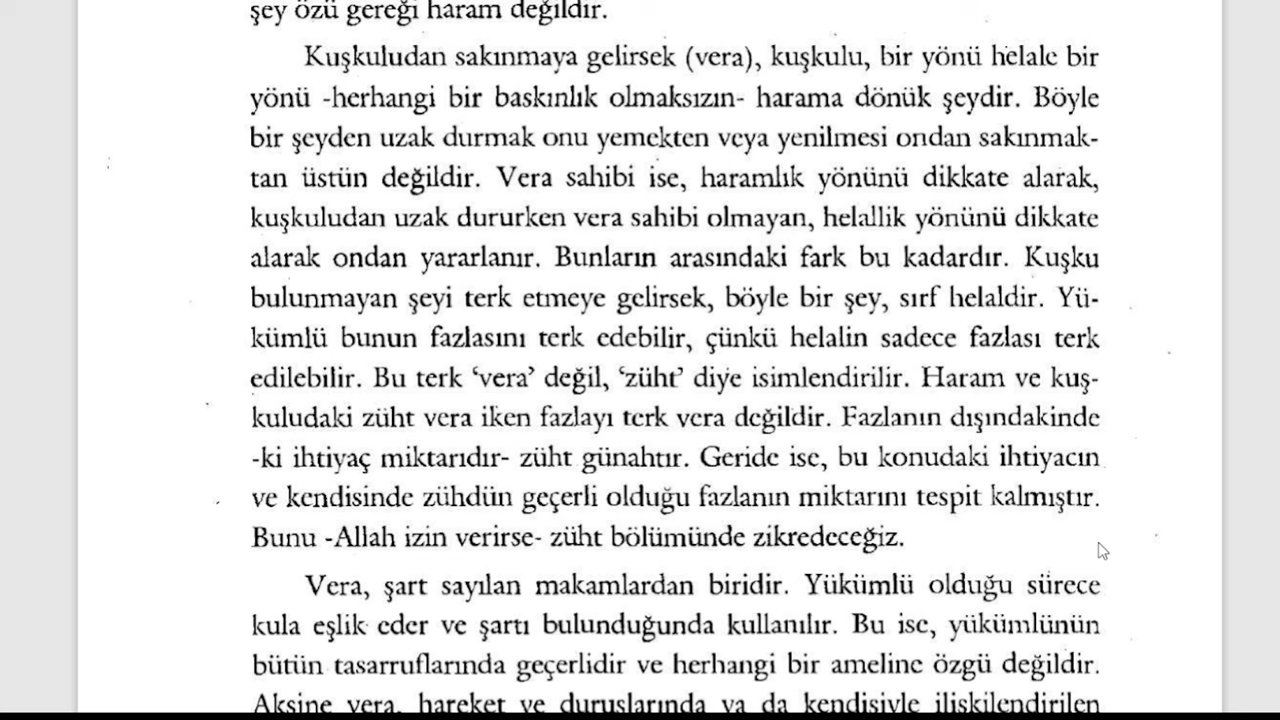 şey özü gereği haram değildir.
Kuşkuludan sakınmaya gelirsek (vera), kuşkulu, bir yönü helale bir
yönü -herhangi bir baskınlık olmaksızın- harama dönük şeydir. Böyle
bir şeyden uzak durmak onu yemekten veya yenilmesi ondan sakınmak-
tan üstün değildir. Vera sahibi ise, haramlık yönünü dikkate alarak,
kuşkuludan uzak dururken vera sahibi olmayan, helallik yönünü dikkate
alarak ondan yararlanır. Bunların arasındaki fark bu kadardır. Kuşku
bulunmayan şeyi terk etmeye gelirsek, böyle bir şey, sırf helaldir. Yü-
kümlü bunun fazlasını terk edebilir, çünkü helalin sadece fazlası terk
edilebilir. Bu terk ‘vera’ değil, ‘züht’ diye isimlendirilir. Haram ve kuş-
kuludaki züht vera iken fazlayı terk vera değildir. Fazlanın dışındakinde
-ki ihtiyaç miktarıdır- züht günahtır. Geride ise, bu konudaki ihtiyacın
ve kendisinde zühdün geçerli olduğu fazlanın miktarını tespit kalmıştır.
Bunu -Allah izin verirse- züht bölümünde zikredeceğiz.
Vera, şart sayılan makamlardan biridir. Yükümlü olduğu sürece
kula eşlik eder ve şartı bulunduğunda kullanılır. Bu ise, yükümlünün
bütün tasarruflarında geçerlidir ve herhangi bir ameline özgü değildir.
Aksine vera, hareket ve duruşlarında ya da kendisiyle ilişkilendirilen